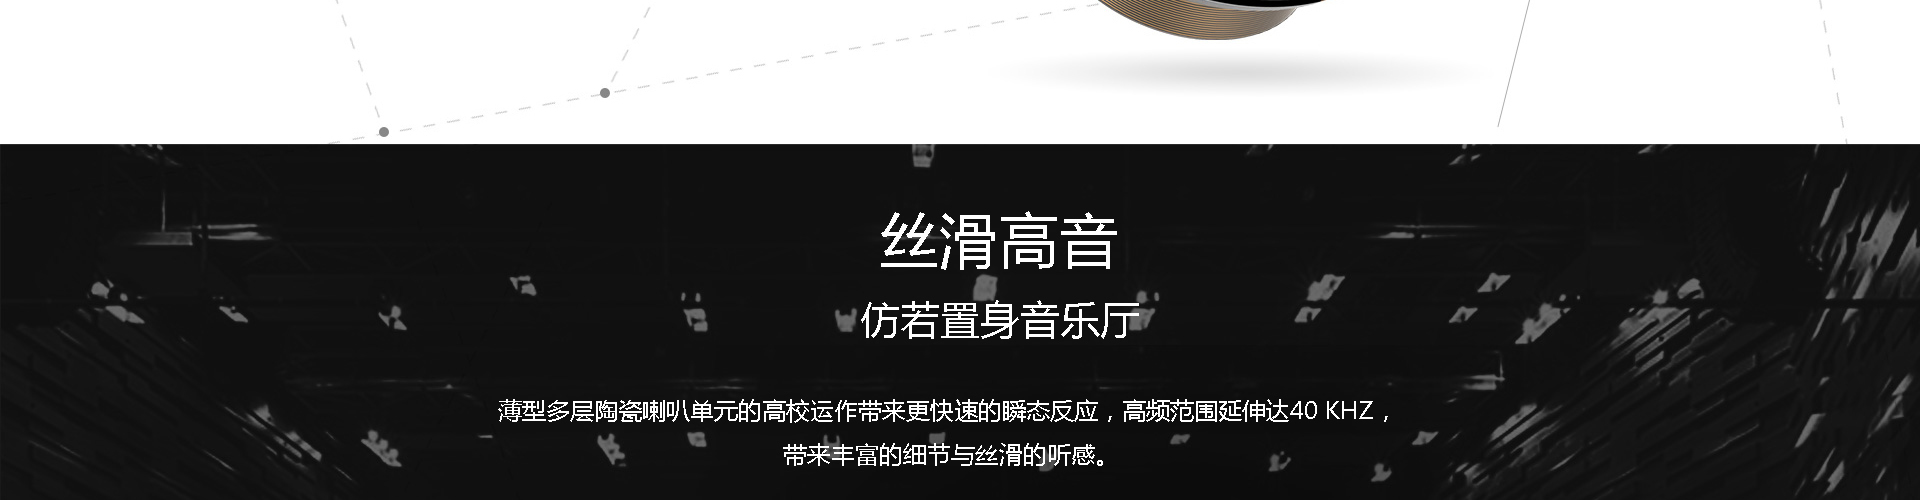 丝滑高音
仿若置身音乐厅
薄型多层陶瓷喇叭单元的高校运作带来更快速的瞬态反应，高频范围延伸达40 KHZ，
带来丰富的细节与丝滑的听感。